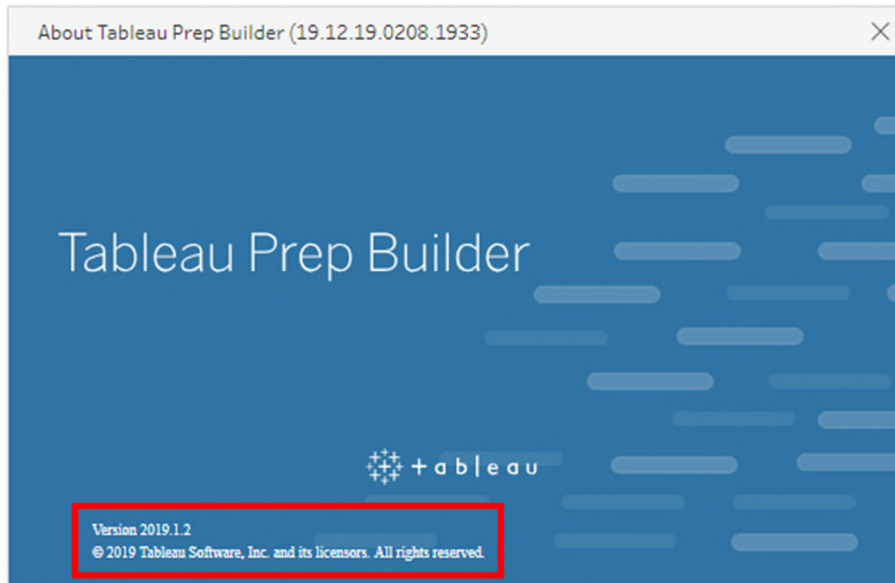 About Tableau Prep Builder (19.12.19.0208.1933)
Tableau Prep Builder
+ a b l e a u
Version 2019.1.2
© 2019 Tableau Software, Inc. and its licensors. All rights reserved.